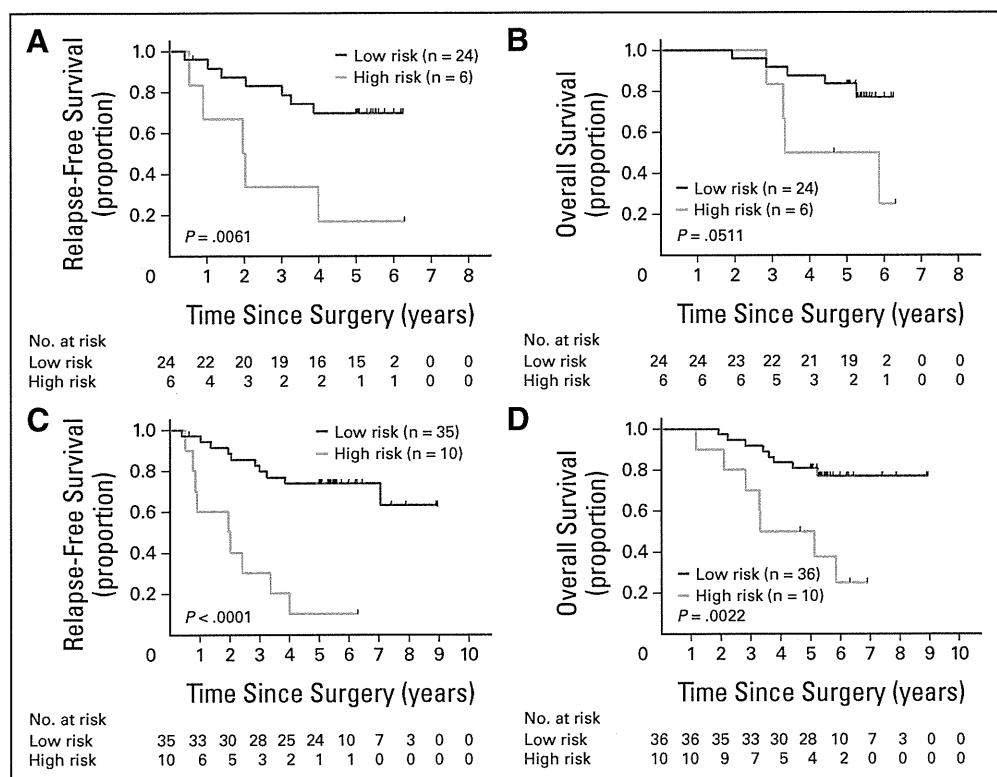 A
Relapse-Free Survival
(proportion)
1.0
0.8
0.6
0.4
0.2
0
Low risk (n = 24)
High risk (n = 6)
P = .0061
1 2 3 4 5 6 7 8
Time Since Surgery (years)
No. at risk
Low risk 24 22 20 19 16 15 2 0 0
High risk 6 4 3 2 2 1 1 0 0
B
Overall Survival
(proportion)
1.0
0.8
0.6
0.4
0.2
0
Low risk (n = 24)
High risk (n = 6)
P = .0511
1 2 3 4 5 6 7 8
Time Since Surgery (years)
No. at risk
Low risk 24 24 23 22 21 19 2 0 0
High risk 6 6 6 5 3 2 1 0 0
C
Relapse-Free Survival
(proportion)
1.0
0.8
0.6
0.4
0.2
0
Low risk (n = 35)
High risk (n = 10)
P < .0001
1 2 3 4 5 6 7 8 9 10
Time Since Surgery (years)
No. at risk
Low risk 35 33 30 28 25 24 10 7 3 0 0
High risk 10 6 5 3 2 1 1 0 0 0 0
D
Overall Survival
(proportion)
1.0
0.8
0.6
0.4
0.2
0
Low risk (n = 36)
High risk (n = 10)
P = .0022
1 2 3 4 5 6 7 8 9 10
Time Since Surgery (years)
No. at risk
Low risk 36 36 35 33 30 28 10 7 3 0 0
High risk 10 10 9 7 5 4 2 0 0 0 0